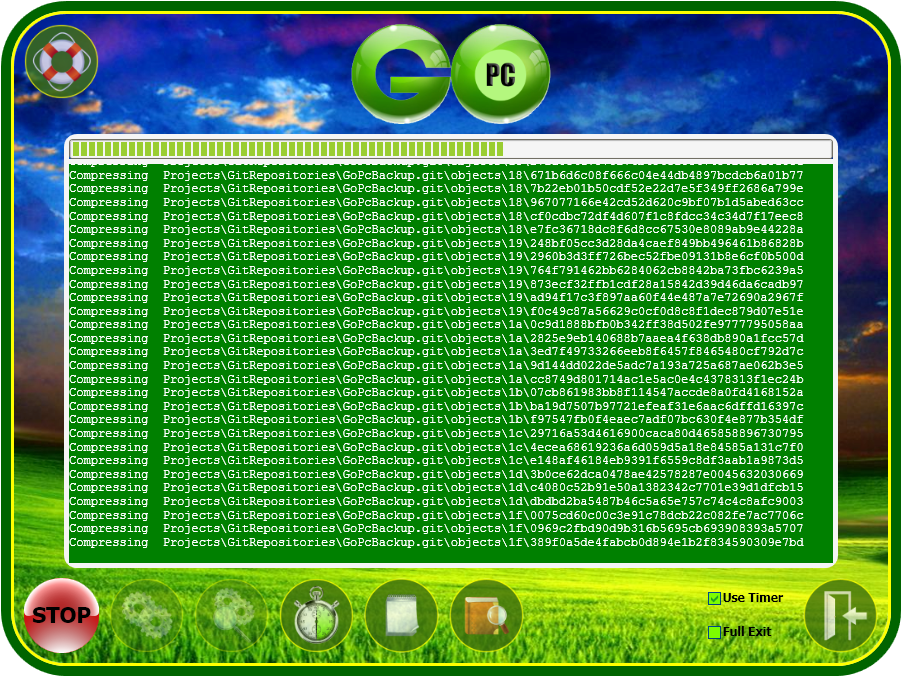 GO PC
Compressing  Projects\GitRepositories\GoPcBackup.git\objects\18\671b6d6c08f666c04e44db4897bcdcb6a01b77
Compressing  Projects\GitRepositories\GoPcBackup.git\objects\18\7b22eb01b50cdf52e22d7e5f349ff2686a799e
Compressing  Projects\GitRepositories\GoPcBackup.git\objects\18\967077166e42cd52d620c9bf07b1d5abed63cc
Compressing  Projects\GitRepositories\GoPcBackup.git\objects\18\cf0cdbc72df4d607f1c8fdcc34c34d7f17eec8
Compressing  Projects\GitRepositories\GoPcBackup.git\objects\18\e7fc36718dc8f6d8cc67530e8089ab9e44228a
Compressing  Projects\GitRepositories\GoPcBackup.git\objects\19\248bf05cc3d28da4caef849bb496461b86828b
Compressing  Projects\GitRepositories\GoPcBackup.git\objects\19\2960b3d3ff726bec52fbe09131b8e6cf0b500d
Compressing  Projects\GitRepositories\GoPcBackup.git\objects\19\764f791462bb6284062cb8842ba73fbc6239a5
Compressing  Projects\GitRepositories\GoPcBackup.git\objects\19\873ecf32ffb1cdf28a15842d39d46da6cadb97
Compressing  Projects\GitRepositories\GoPcBackup.git\objects\19\ad94f17c3f897aa60f44e487a7e72690a2967f
Compressing  Projects\GitRepositories\GoPcBackup.git\objects\19\f0c49c87a56629c0cf0d8c8f1dec879d07e51e
Compressing  Projects\GitRepositories\GoPcBackup.git\objects\1a\0c9d1888bfb0b342ff38d502fe9777795058aa
Compressing  Projects\GitRepositories\GoPcBackup.git\objects\1a\2825e9eb140688b7aaea4f638db890a1fcc57d
Compressing  Projects\GitRepositories\GoPcBackup.git\objects\1a\3ed7f49733266eeb8f6457f8465480cf792d7c
Compressing  Projects\GitRepositories\GoPcBackup.git\objects\1a\9d144dd022de5adc7a193a725a687ae062b3e5
Compressing  Projects\GitRepositories\GoPcBackup.git\objects\1a\cc8749d801714ac1e5ac0e4c4378313f1ec24b
Compressing  Projects\GitRepositories\GoPcBackup.git\objects\1b\07cb861983bb8f114547accde8a0fd4168152a
Compressing  Projects\GitRepositories\GoPcBackup.git\objects\1b\ba19d7507b97721efeaf31e6aac6dffd16397c
Compressing  Projects\GitRepositories\GoPcBackup.git\objects\1b\f97547fb0f4eaec7adf07bc630f4e877b354df
Compressing  Projects\GitRepositories\GoPcBackup.git\objects\1c\29716a53d4616900caca80d465858896730795
Compressing  Projects\GitRepositories\GoPcBackup.git\objects\1c\4ecea68619236a6d059d5a18e84585a131c7f0
Compressing  Projects\GitRepositories\GoPcBackup.git\objects\1c\e148af46184eb9391f6559c8df3aab1a9873d5
Compressing  Projects\GitRepositories\GoPcBackup.git\objects\1d\3b0ce62dca0478ae42578287e0045632030669
Compressing  Projects\GitRepositories\GoPcBackup.git\objects\1d\c4080c52b91e50a1382342c7701e39d1dfcb15
Compressing  Projects\GitRepositories\GoPcBackup.git\objects\1d\dbdbd2ba5487b46c5a65e757c74c4c8afc9003
Compressing  Projects\GitRepositories\GoPcBackup.git\objects\1f\0075cd60c00c3e91c78dcb22c082fe7ac7706c
Compressing  Projects\GitRepositories\GoPcBackup.git\objects\1f\0969c2fbd90d9b316b5695cb693908393a5707
Compressing  Projects\GitRepositories\GoPcBackup.git\objects\1f\389f0a5de4fabcb0d894e1b2f834590309e7bd
STOP
Use Timer
Full Exit